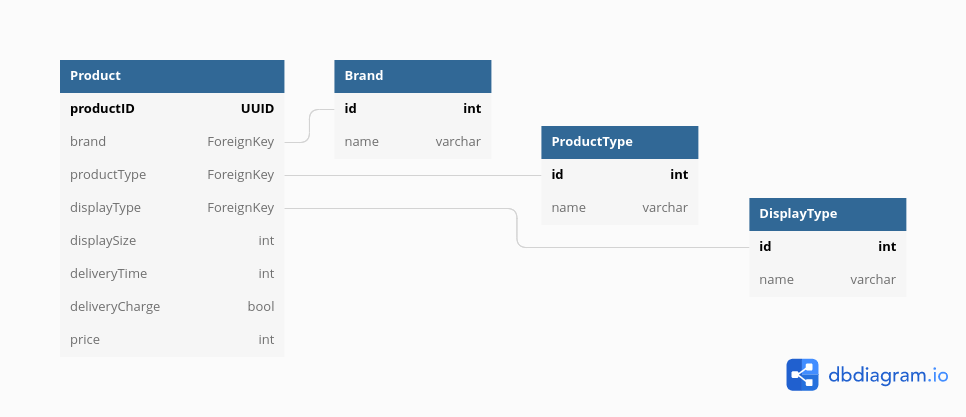 Product
productID UUID
brand ForeignKey
productType ForeignKey
displayType ForeignKey
displaySize int
deliveryTime int
deliveryCharge bool
price int
Brand
id int
name varchar
ProductType
id int
name varchar
DisplayType
id int
name varchar
dbdiagram.io